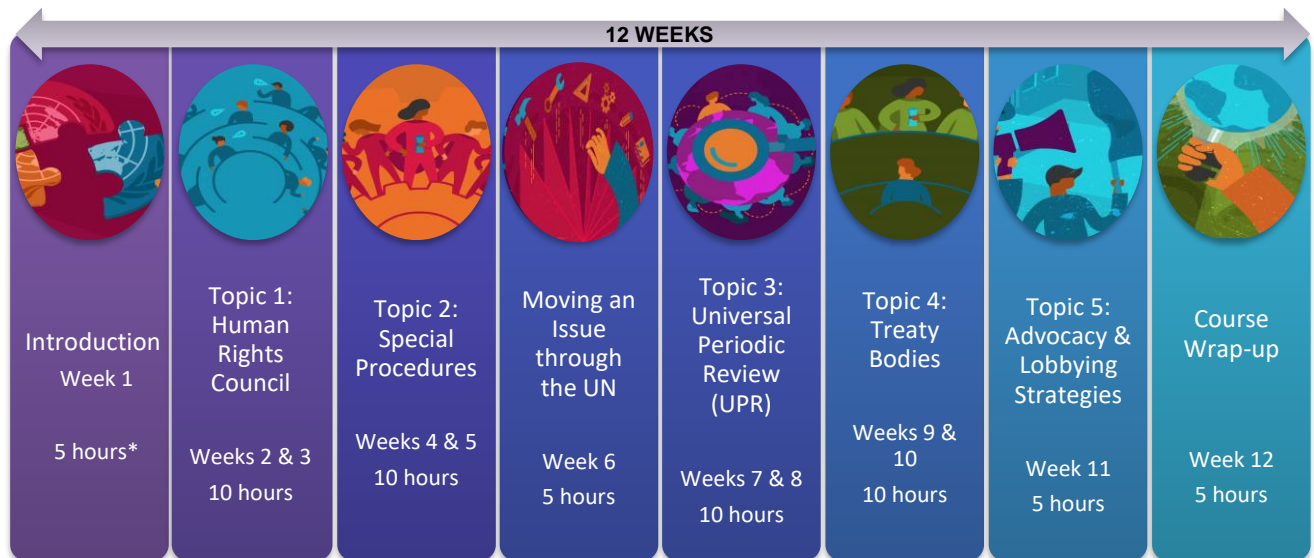 12 WEEKS
Introduction
Week 1
5 hours*
Topic 1:
Human
Rights
Council
Weeks 2 & 3
10 hours
Topic 2:
Special
Procedures
Weeks 4 & 5
10 hours
Moving an
Issue
through
the UN
Week 6
5 hours
Topic 3:
Universal
Periodic
Review
(UPR)
Weeks 7 & 8
10 hours
Topic 4:
Treaty
Bodies
Weeks 9 &
10
10 hours
Topic 5:
Advocacy &
Lobbying
Strategies
Week 11
5 hours
Course
Wrap-up
Week 12
5 hours